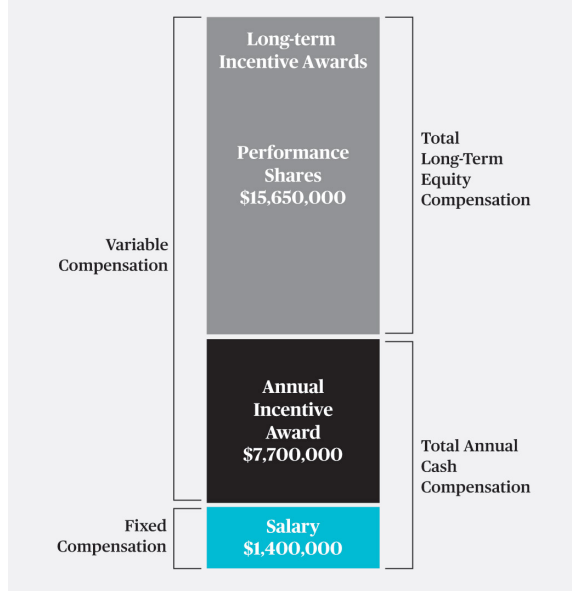 Long-term
Incentive Awards
Performance
Shares
$15,650,000
Total
Long-Term
Equity
Compensation
Variable
Compensation
Annual
Incentive
Award
$7,700,000
Total Annual
Cash
Compensation
Fixed
Compensation
Salary
$1,400,000